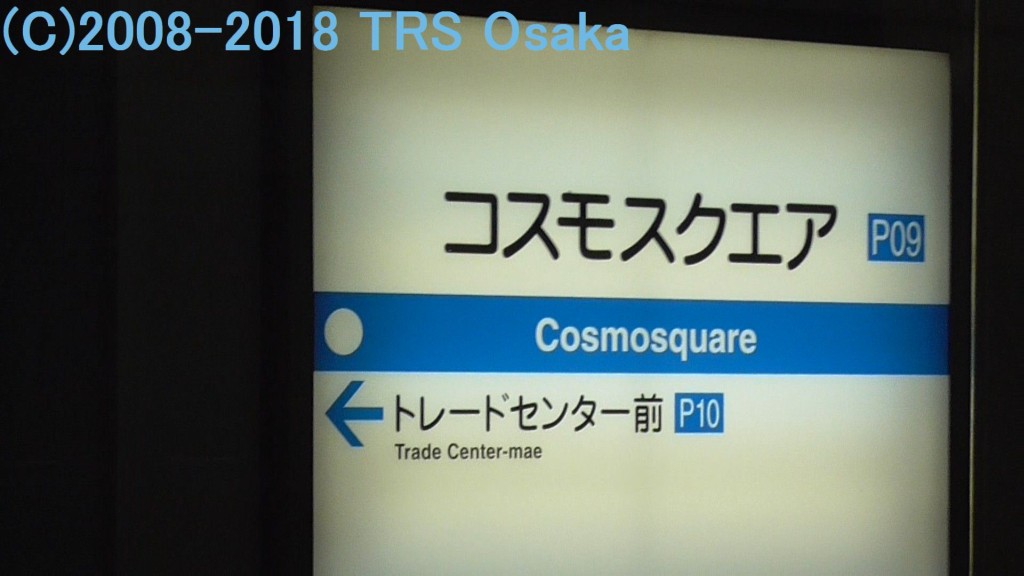 (C)2008-2018 TRS Osaka
コスモスクエア P09
Cosmosquare
トレードセンター前 P10
Trade Center-mae